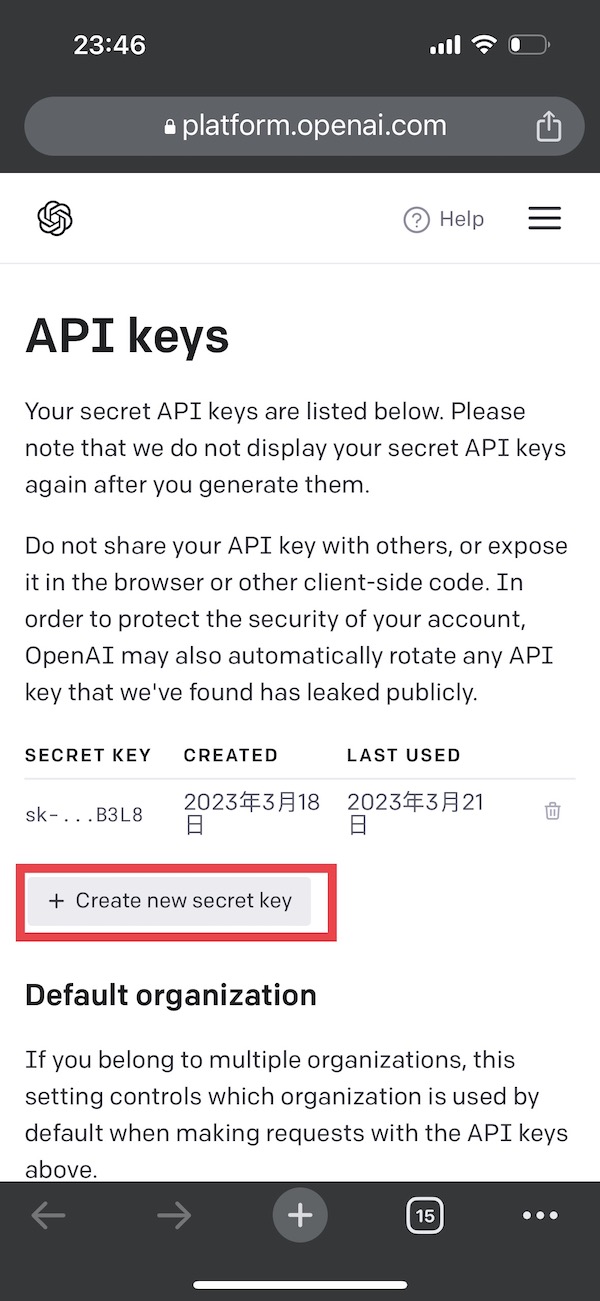 23:46
platform.openai.com
Help
API keys
Your secret API keys are listed below. Please
note that we do not display your secret API keys
again after you generate them.
Do not share your API key with others, or expose
it in the browser or other client-side code. In
order to protect the security of your account,
OpenAI may also automatically rotate any API
key that we've found has leaked publicly.
SECRET KEY CREATED LAST USED
sk-...B3L8 2023年3月18日 2023年3月21日
+ Create new secret key
Default organization
If you belong to multiple organizations, this
setting controls which organization is used by
default when making requests with the API keys
above.
15